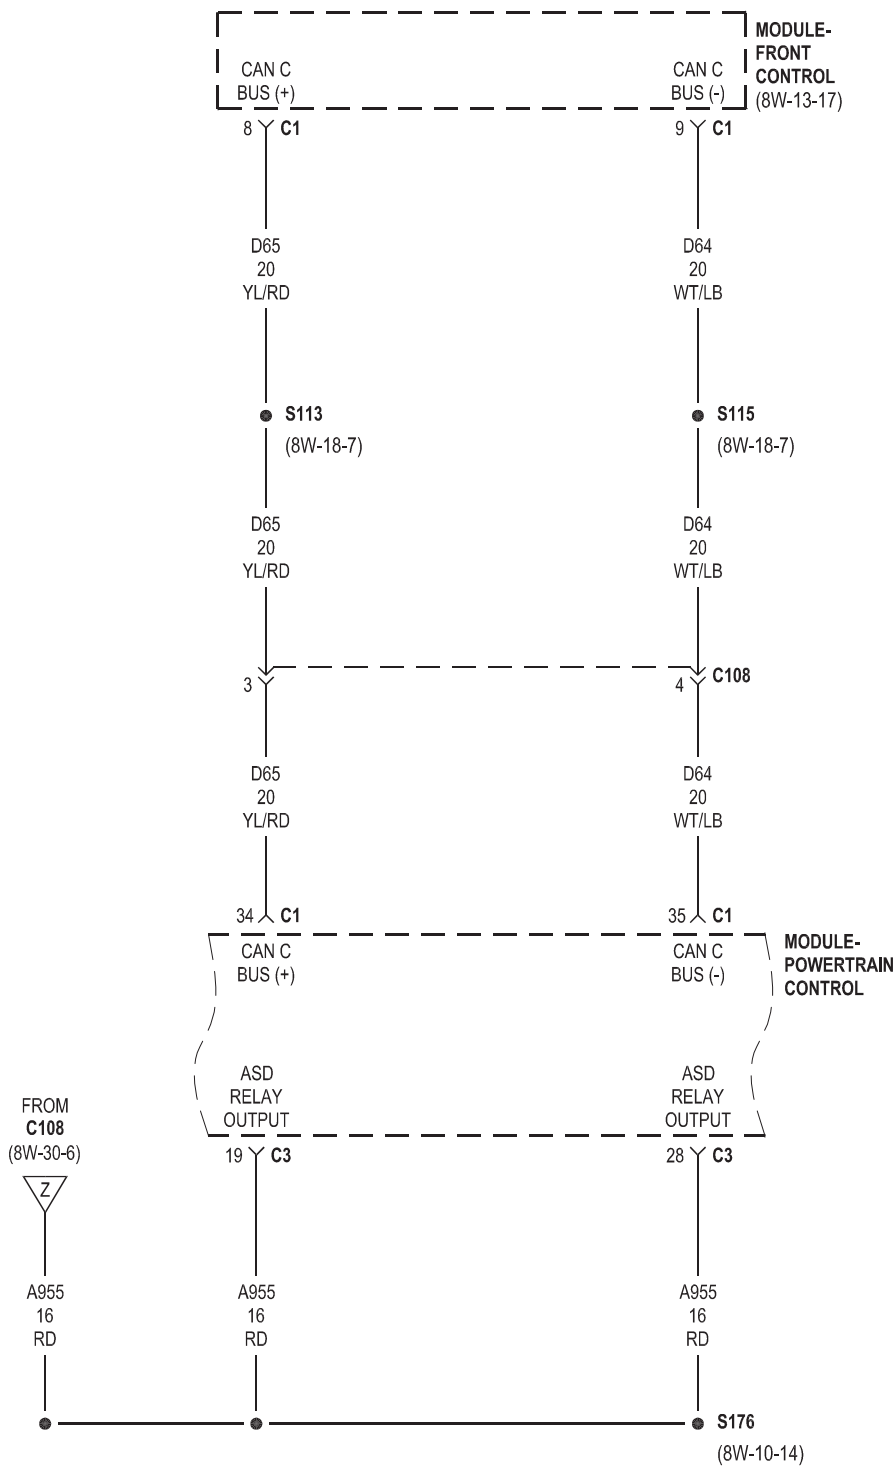 MODULE-
FRONT
CONTROL
(8W-13-17)
CAN C
BUS (+)
CAN C
BUS (-)
8 C1
9 C1
D65
20
YL/RD
D64
20
WT/LB
S113
(8W-18-7)
S115
(8W-18-7)
D65
20
YL/RD
D64
20
WT/LB
3
4
C108
D65
20
YL/RD
D64
20
WT/LB
34 C1
35 C1
MODULE-
POWERTRAIN
CONTROL
CAN C
BUS (+)
CAN C
BUS (-)
ASD
RELAY
OUTPUT
ASD
RELAY
OUTPUT
FROM
C108
(8W-30-6)
Z
19 C3
28 C3
A955
16
RD
A955
16
RD
A955
16
RD
S176
(8W-10-14)